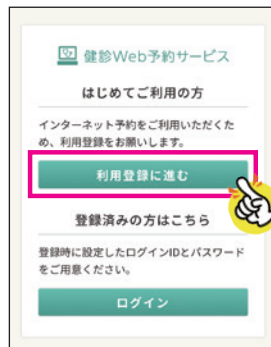 健診Web予約サービス
はじめてご利用の方
インターネット予約をご利用いただくた
め、利用登録をお願いします。
利用登録に進む
登録済みの方はこちら
登録時に設定したログインIDとパスワード
をご用意ください。
ログイン